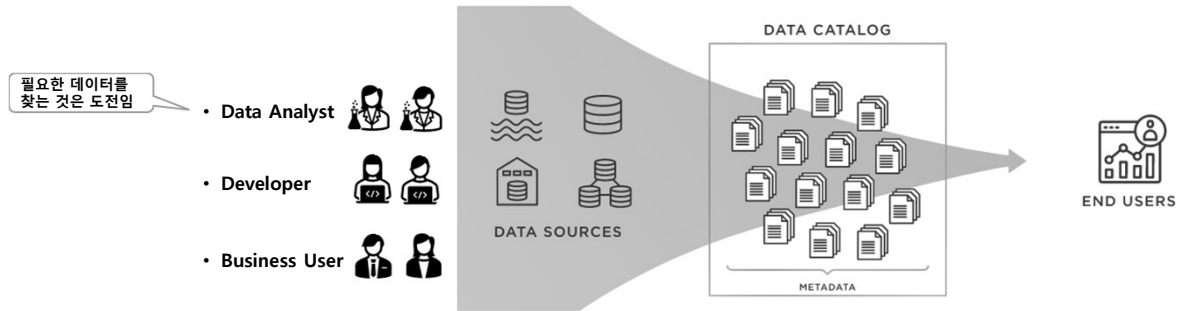 필요한 데이터를
찾는 것은 도전임
• Data Analyst
• Developer
• Business User
</>
</>
DATA SOURCES
DATA CATALOG
METADATA
END USERS